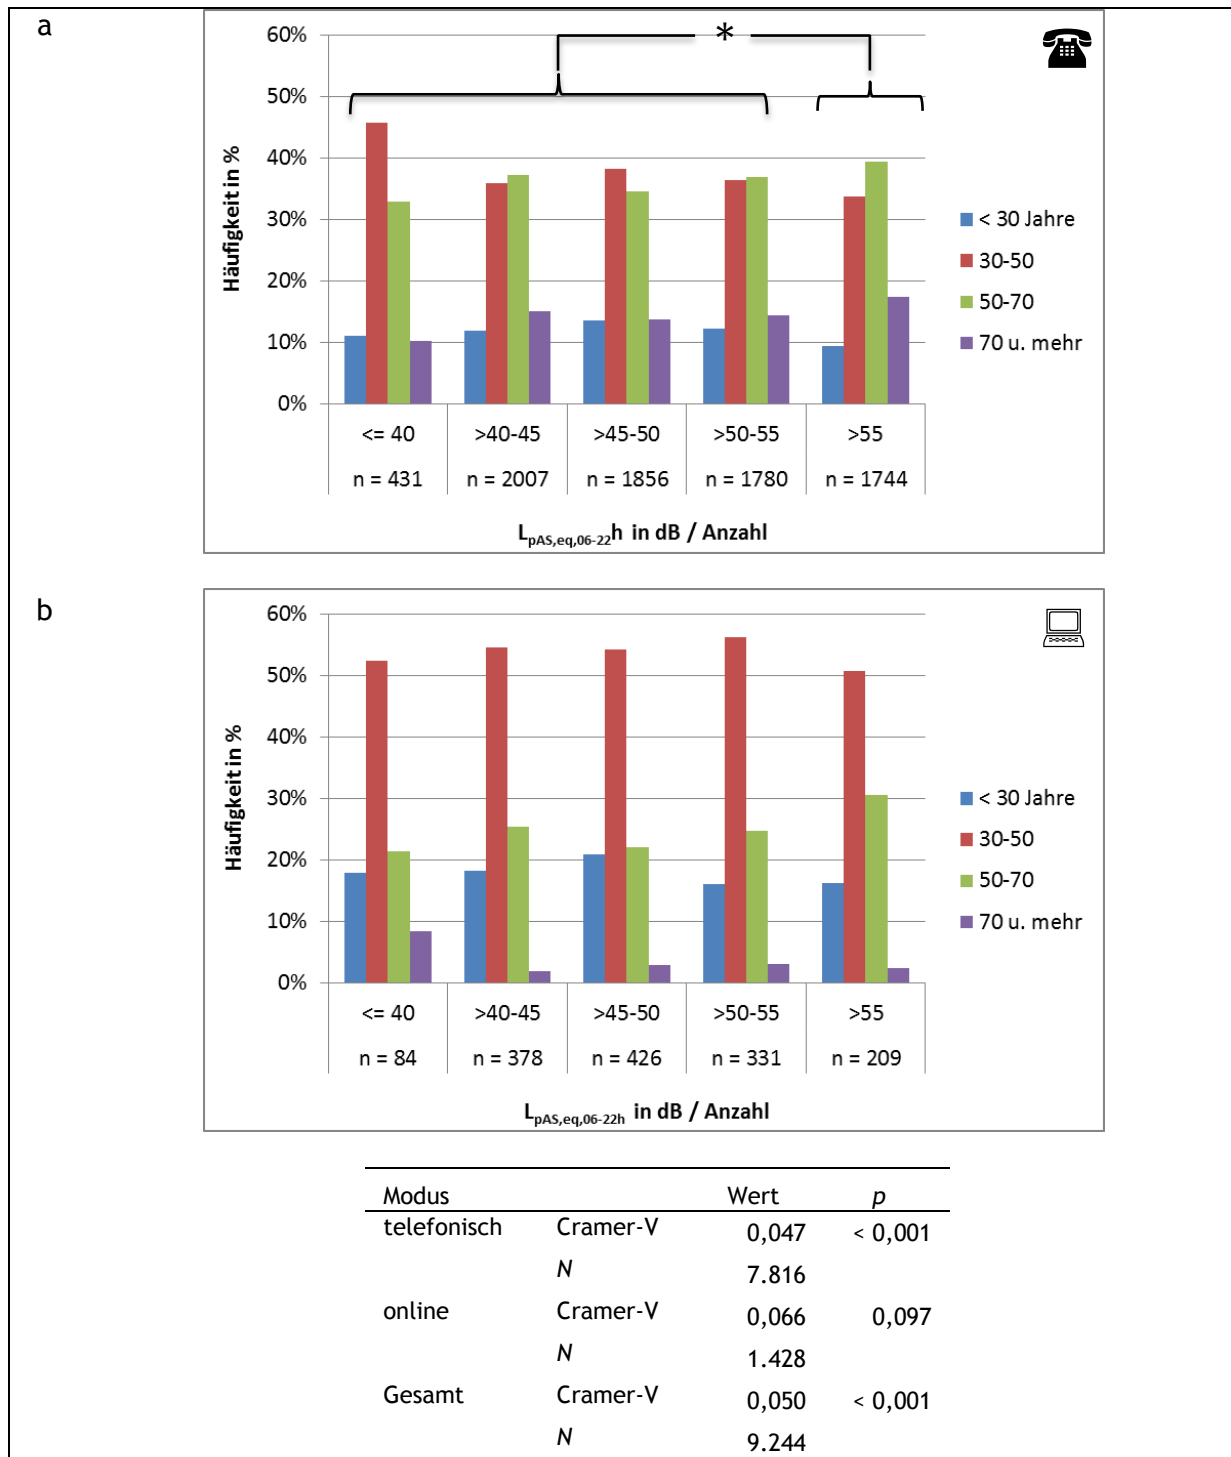 a
60%
*
50%
40%
30%
20%
10%
0%
Häufigkeit in %
< 30 Jahre
30-50
50-70
70 u. mehr
<= 40 >40-45 >45-50 >50-55 >55
n = 431 n = 2007 n = 1856 n = 1780 n = 1744
LpAS,eq,06-22h in dB / Anzahl
b
60%
50%
40%
30%
20%
10%
0%
Häufigkeit in %
< 30 Jahre
30-50
50-70
70 u. mehr
<= 40 >40-45 >45-50 >50-55 >55
n = 84 n = 378 n = 426 n = 331 n = 209
LpAS,eq,06-22h in dB / Anzahl
Modus Wert p
telefonisch Cramer-V 0,047 < 0,001
N 7.816
online Cramer-V 0,066 0,097
N 1.428
Gesamt Cramer-V 0,050 < 0,001
N 9.244